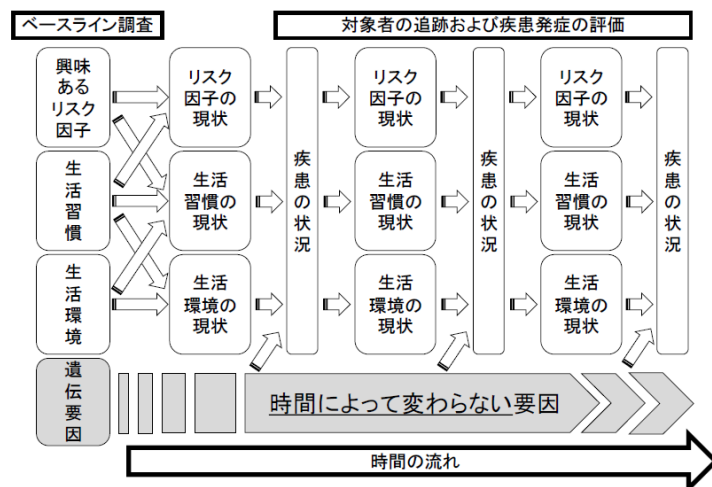 ベースライン調査
対象者の追跡および疾患発症の評価
興味
ある
リスク
因子
リスク
因子の
現状
疾患の状況
リスク
因子の
現状
疾患の状況
リスク
因子の
現状
疾患の状況
生活習慣
生活
習慣の
現状
生活
習慣の
現状
生活
習慣の
現状
生活環境
生活
環境の
現状
生活
環境の
現状
生活
環境の
現状
遺伝要因
時間によって変わらない要因
時間の流れ